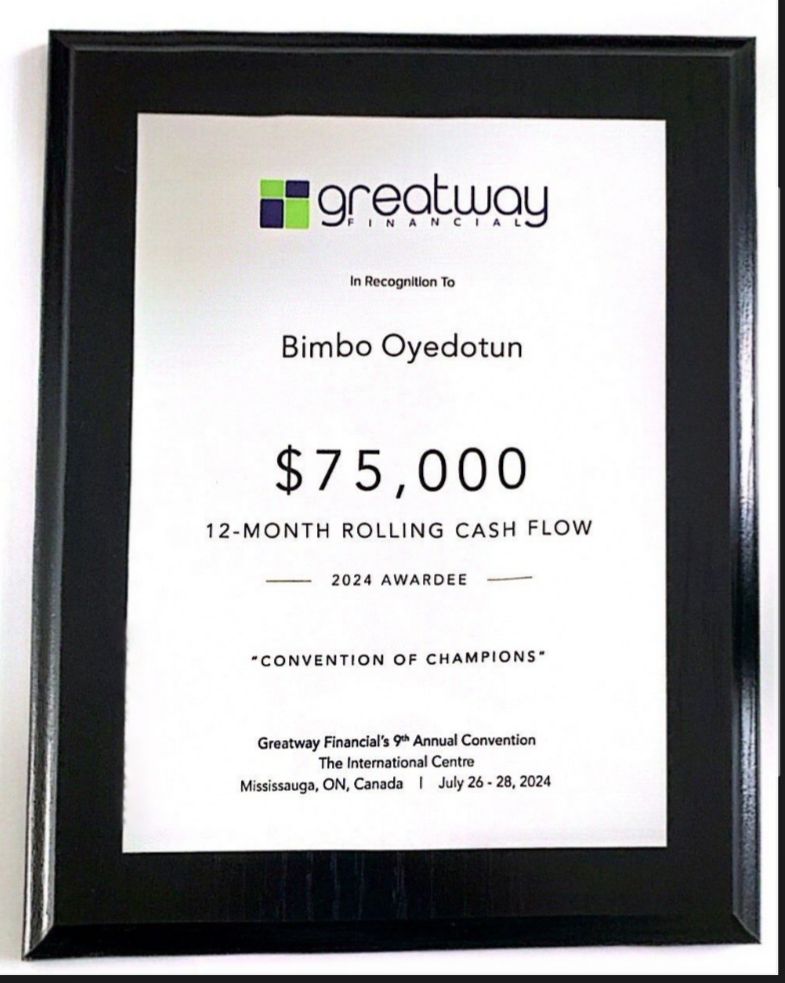 greatway
FINANCIAL
In Recognition To
Bimbo Oyedotun
$75,000
12-MONTH ROLLING CASH FLOW
2024 AWARDEE
"CONVENTION OF CHAMPIONS"
Greatway Financial's 9th Annual Convention
The International Centre
Mississauga, ON, Canada | July 26 - 28, 2024